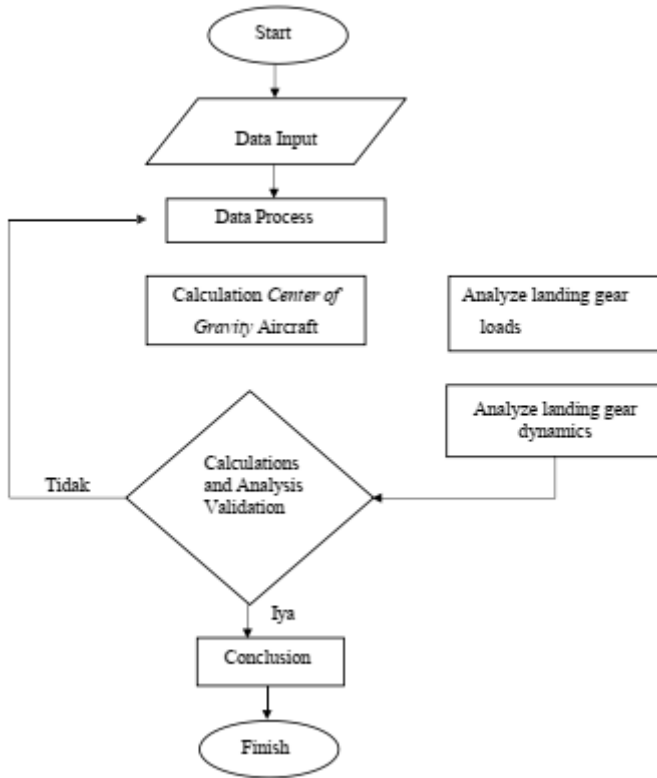 Start
Data Input
Data Process
Calculation Center of
Gravity Aircraft
Analyze landing gear
loads
Analyze landing gear
dynamics
Calculations
and Analysis
Validation
Tidak
Iya
Conclusion
Finish